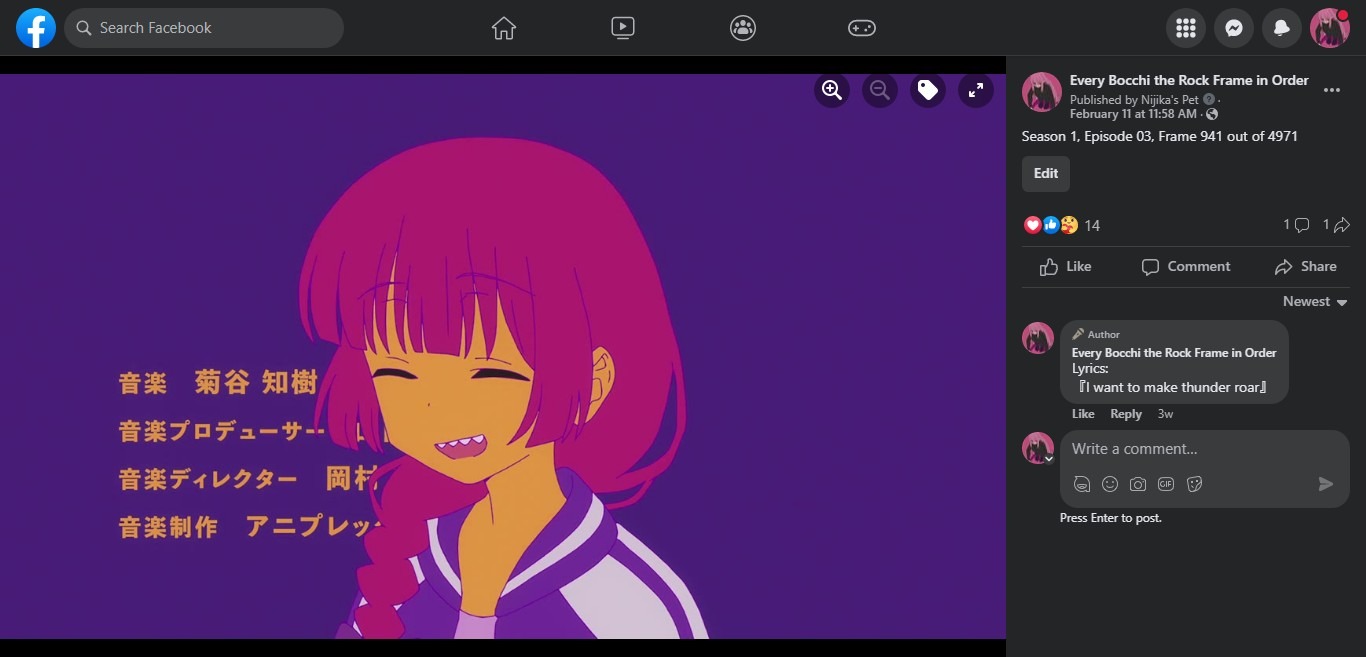 Search Facebook
音楽 菊谷 知樹
音楽プロデューサー
音楽ディレクター 岡村
音楽制作 アニプレッ
Every Bocchi the Rock Frame in Order
Published by Nijika's Pet ·
February 11 at 11:58 AM ·
Season 1, Episode 03, Frame 941 out of 4971
Edit
14
1
1
Like
Comment
Share
Newest
Author
Every Bocchi the Rock Frame in Order
Lyrics:
『I want to make thunder roar』
Like Reply 3w
Write a comment...
GIF
Press Enter to post.